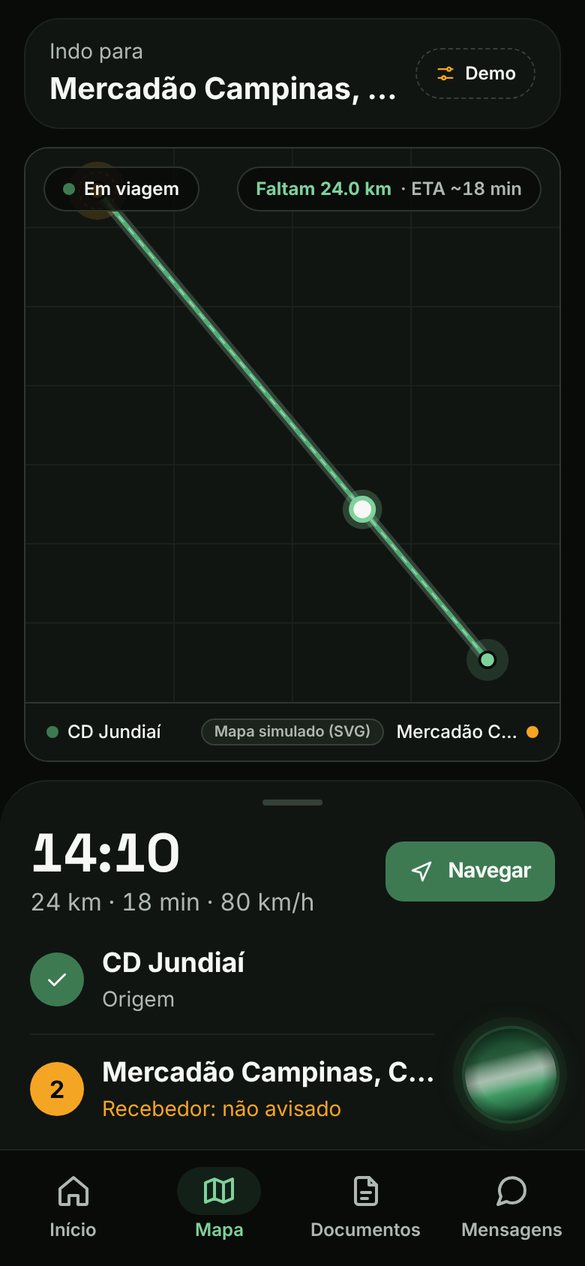 Indo para
Mercadão Campinas, ...
Demo
Em viagem
Faltam 24.0 km · ETA ~18 min
CD Jundiaí
Mapa simulado (SVG)
Mercadão C...
14:10
24 km · 18 min · 80 km/h
Navegar
CD Jundiaí
Origem
2
Mercadão Campinas, C...
Recebedor: não avisado
Início
Mapa
Documentos
Mensagens